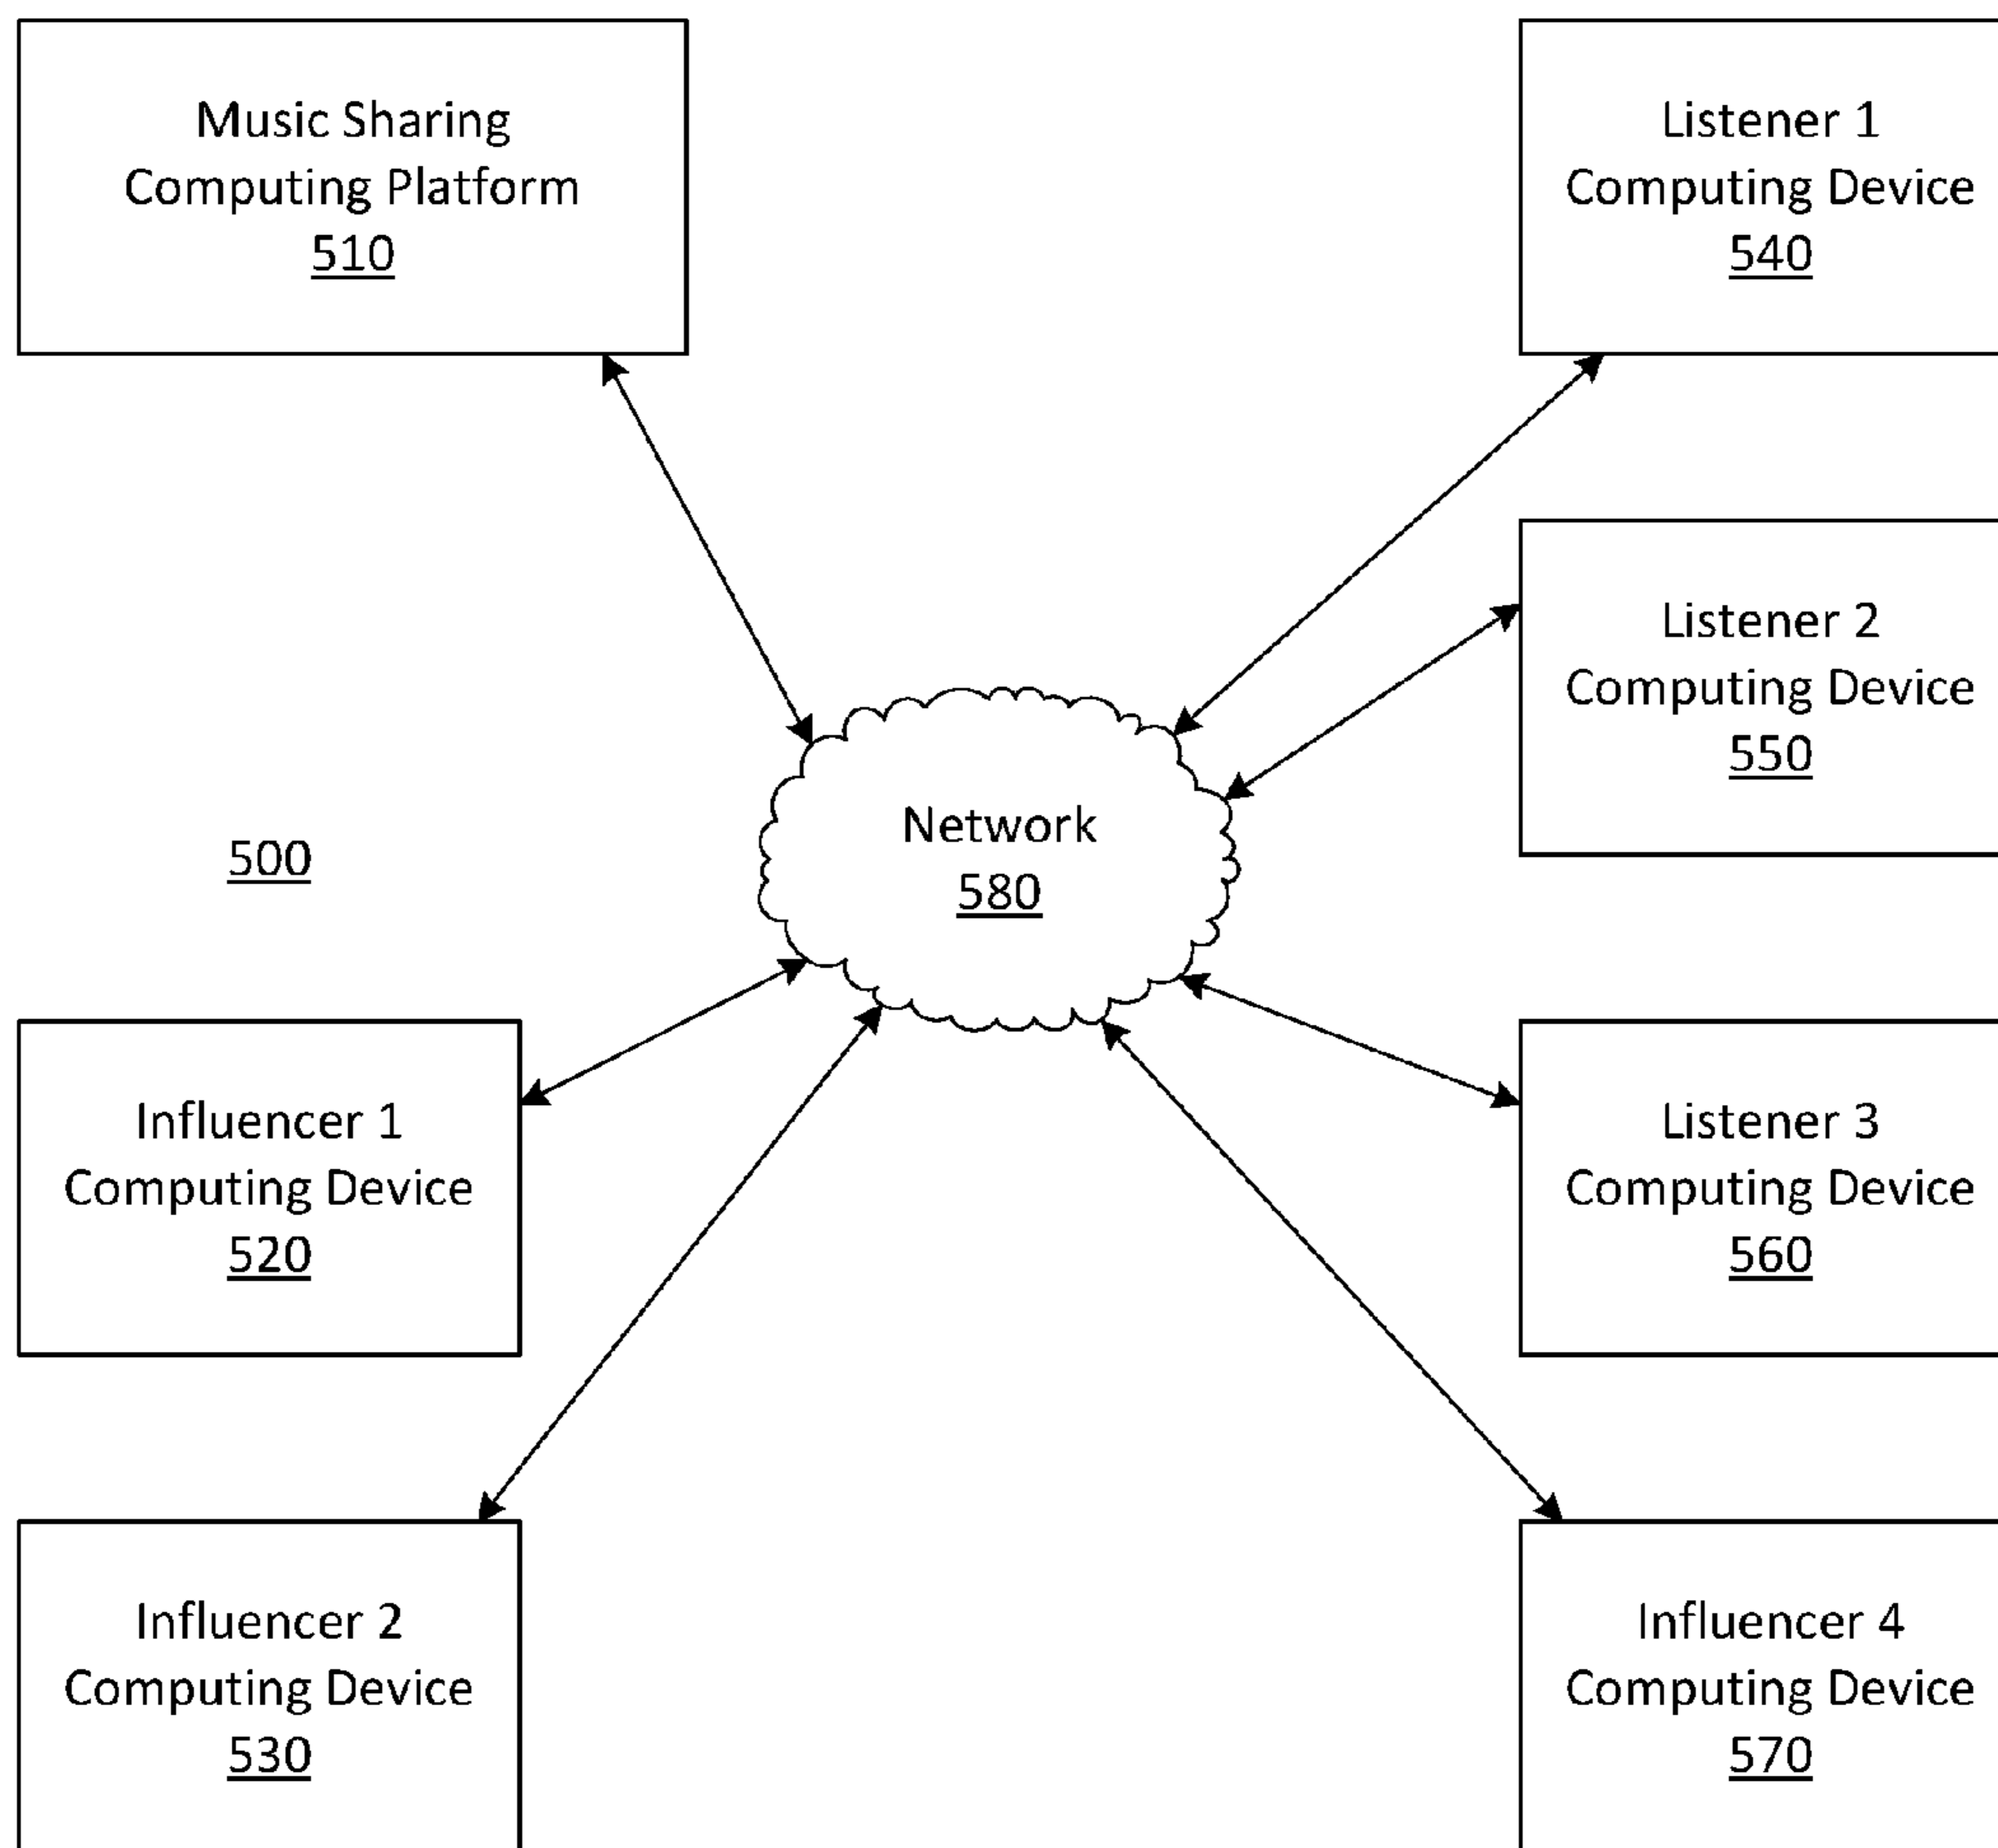 Music Sharing
Computing Platform
510
Listener 1
Computing Device
540
Listener 2
Computing Device
550
Network
580
500
Influencer 1
Computing Device
520
Listener 3
Computing Device
560
Influencer 2
Computing Device
530
Influencer 4
Computing Device
570